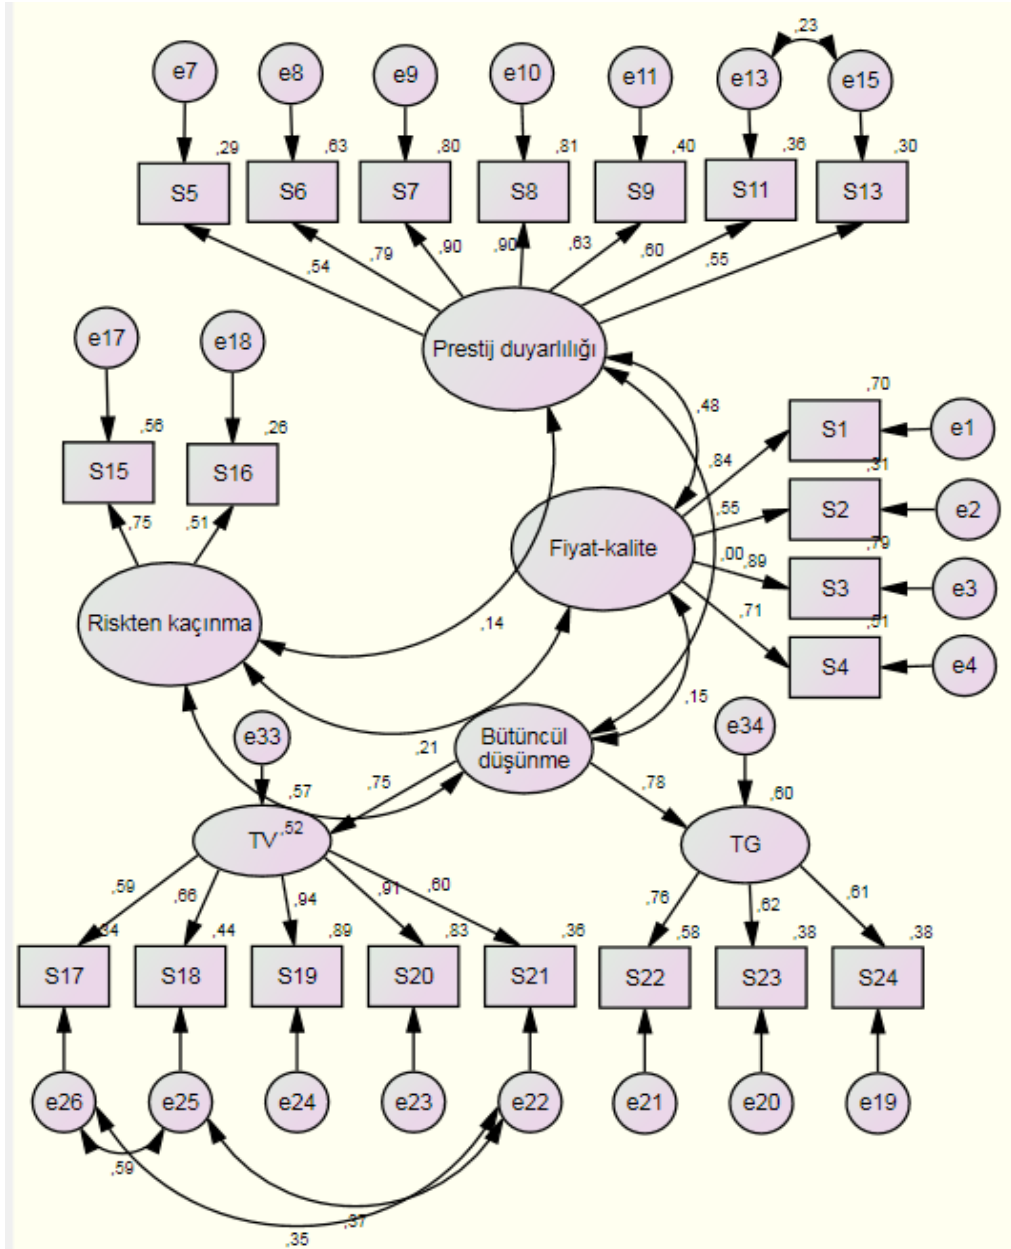 ,23
e7
e8
e9
e10
e11
e13
e15
,29
,63
,80
,81
,40
,36
,30
S5
S6
S7
S8
S9
S11
S13
,54
,79
,90
,90
,63
,60
,55
Prestij duyarlılığı
e17
e18
,56
,26
S15
S16
,75
,51
,48
,70
S1
e1
,84
,31
S2
e2
,55
Fiyat-kalite
,00
,89
,79
S3
e3
,71
,51
S4
e4
Riskten kaçınma
,14
,15
,21
e33
Bütüncül
düşünme
e34
,75
,78
,57
,52
,60
TV
TG
,59
,66
,94
,91
,60
,76
,62
,61
,34
,44
,89
,83
,36
,58
,38
,38
S17
S18
S19
S20
S21
S22
S23
S24
e26
e25
e24
e23
e22
e21
e20
e19
,59
,37
,35